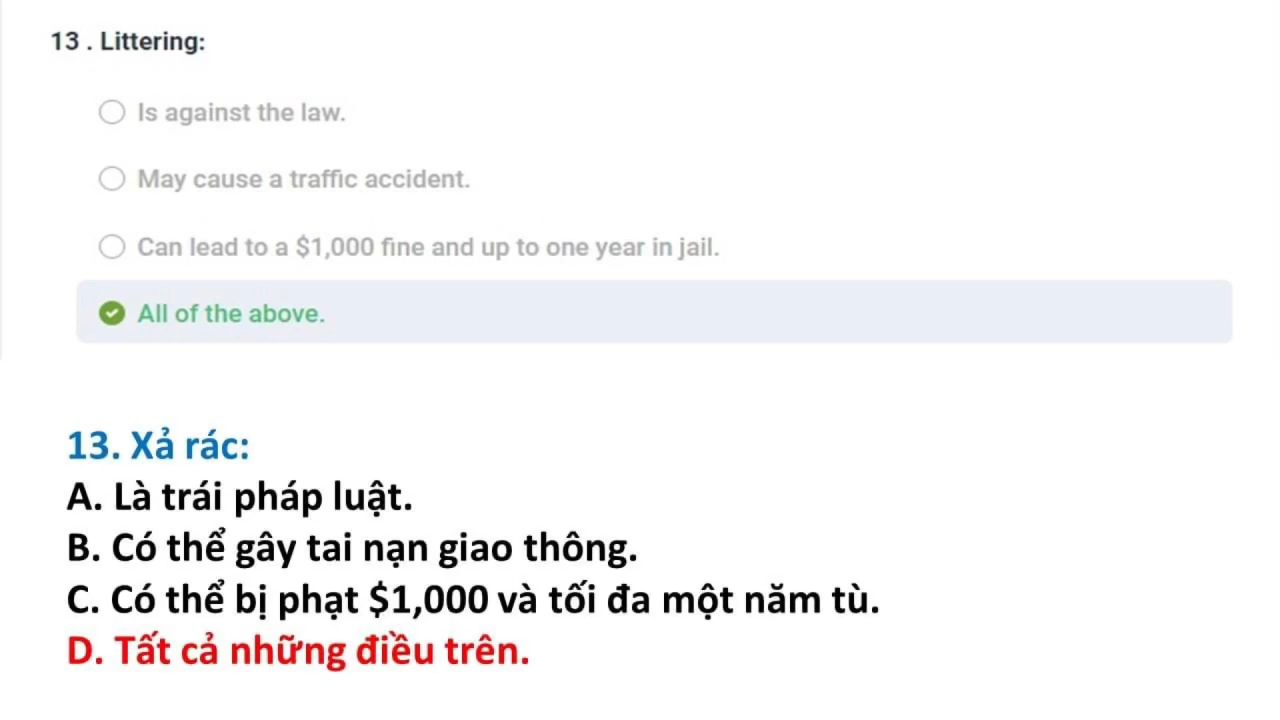 13 . Littering:
Is against the law.
May cause a traffic accident.
Can lead to a $1,000 fine and up to one year in jail.
All of the above.
13. Xả rác:
A. Là trái pháp luật.
B. Có thể gây tai nạn giao thông.
C. Có thể bị phạt $1,000 và tối đa một năm tù.
D. Tất cả những điều trên.